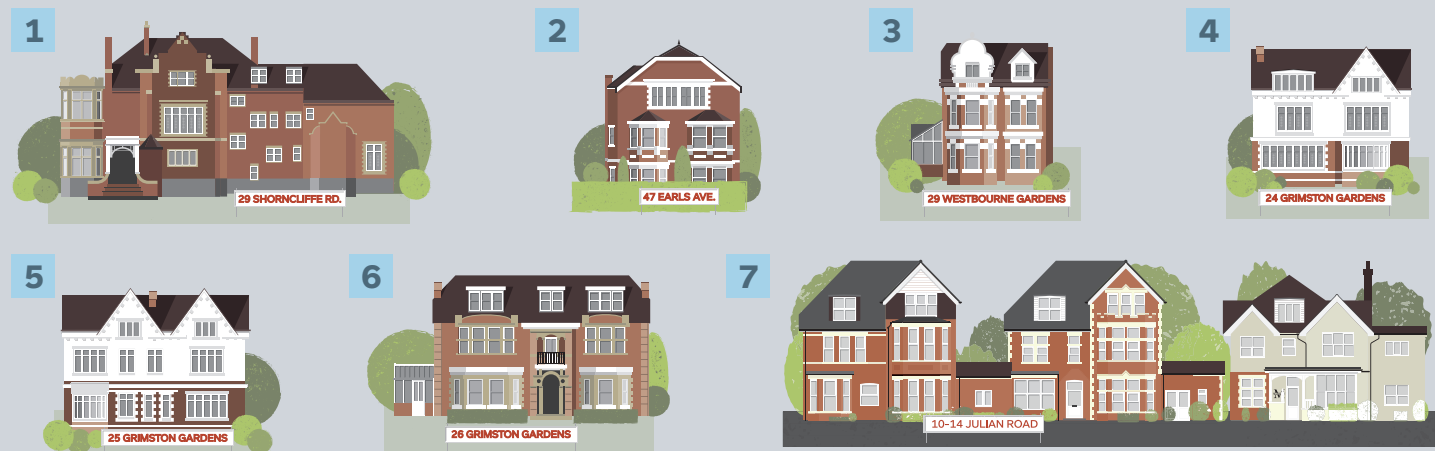 1
29 SHORNCLIFFE RD.
2
47 EARLS AVE.
3
29 WESTBOURNE GARDENS
4
24 GRIMSTON GARDENS
5
25 GRIMSTON GARDENS
6
26 GRIMSTON GARDENS
7
10-14 JULIAN ROAD